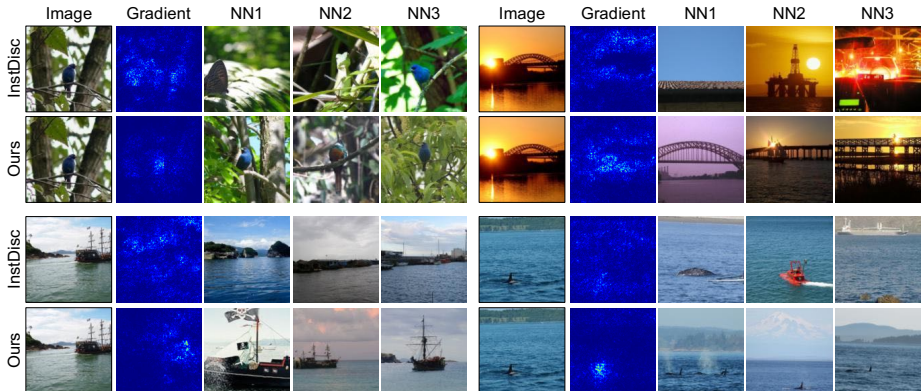 Image Gradient NN1 NN2 NN3 Image Gradient NN1 NN2 NN3
InstDisc
Ours
InstDisc
Ours